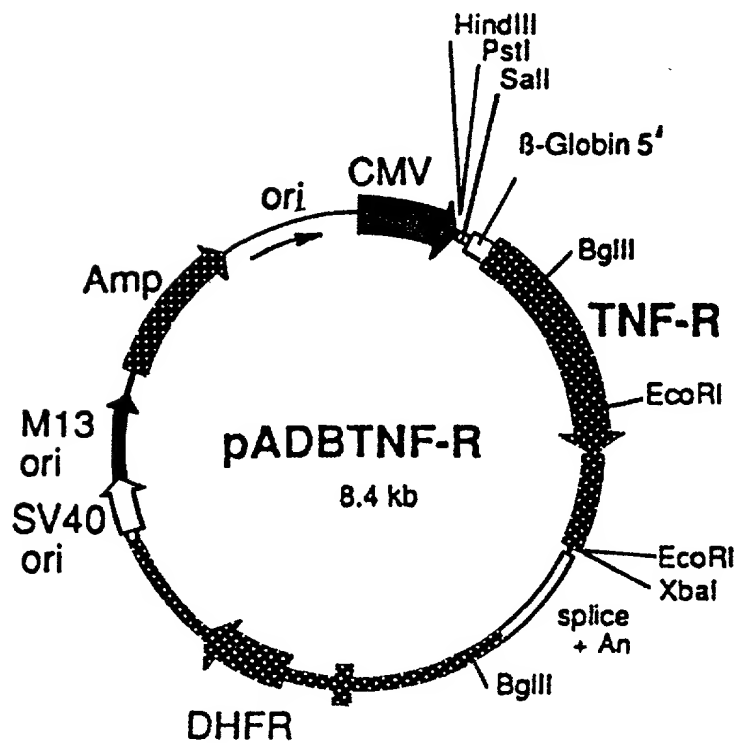 HindIII
PstI
SalI
ß-Globin 5'
CMV
ori
BglII
Amp
TNF-R
EcoRI
M13
ori
pADBTNF-R
8.4 kb
SV40
ori
EcoRI
XbaI
splice
+ An
BglII
DHFR